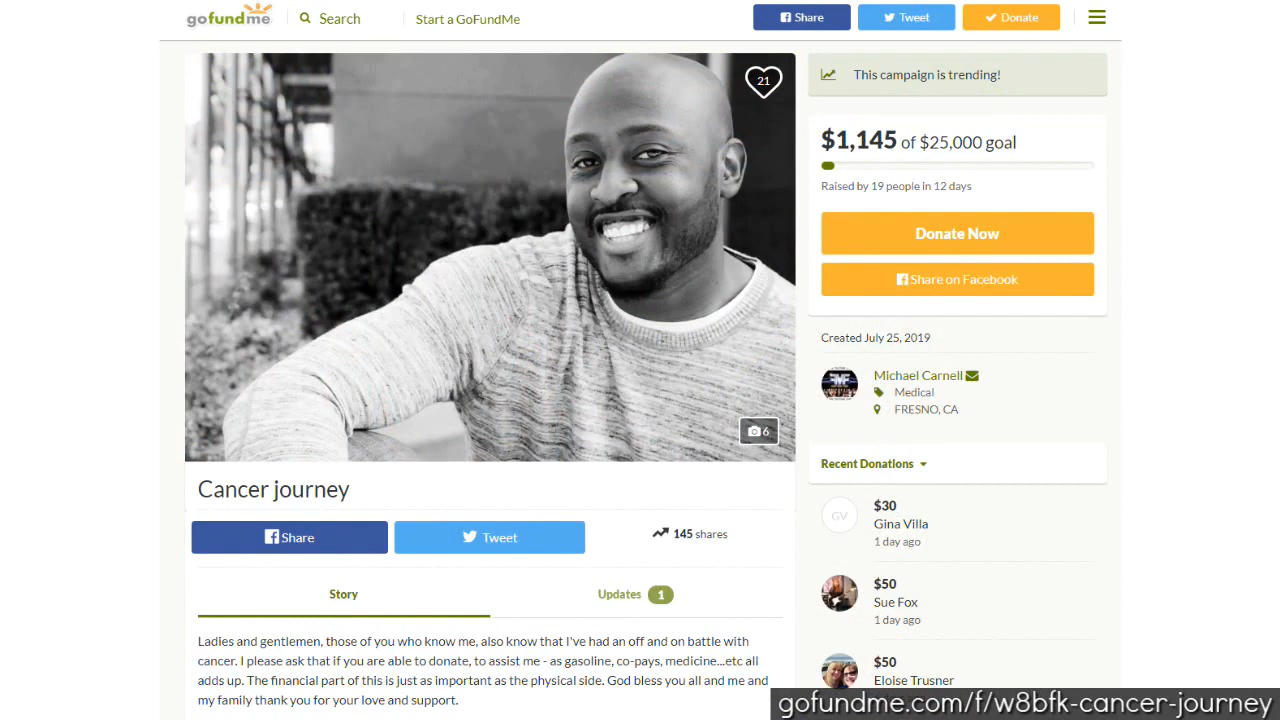 gofundme
Search
Start a GoFundMe
Share
Tweet
Donate
21
6
This campaign is trending!
$1,145 of $25,000 goal
Raised by 19 people in 12 days
Donate Now
Share on Facebook
Created July 25, 2019
Michael Carnell
Medical
FRESNO, CA
Recent Donations
GV
$30
Gina Villa
1 day ago
$50
Sue Fox
1 day ago
$50
Eloise Trusner
Cancer journey
Share
Tweet
145 shares
Story
Updates 1
Ladies and gentlemen, those of you who know me, also know that I've had an off and on battle with
cancer. I please ask that if you are able to donate, to assist me - as gasoline, co-pays, medicine...etc all
adds up. The financial part of this is just as important as the physical side. God bless you all and me and
my family thank you for your love and support.
gofundme.com/f/w8bfk-cancer-journey